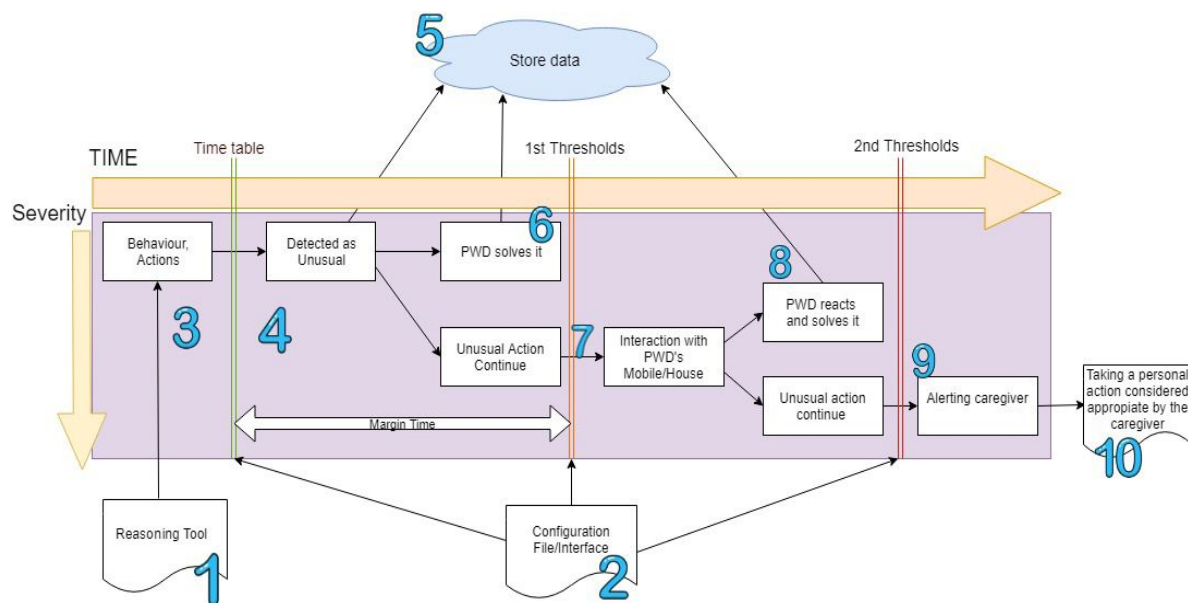 5
Store data
TIME
Time table
1st Thresholds
2nd Thresholds
Severity
Behaviour,
Actions
3
Detected as
Unusual
4
PWD solves it
6
Unusual Action
Continue
7
Interaction with
PWD's
Mobile/House
8
PWD reacts
and solves it
Unusual action
continue
9
Alerting caregiver
Taking a personal
action considered
appropiate by the
caregiver
10
Margin Time
Reasoning Tool
1
Configuration
File/Interface
2